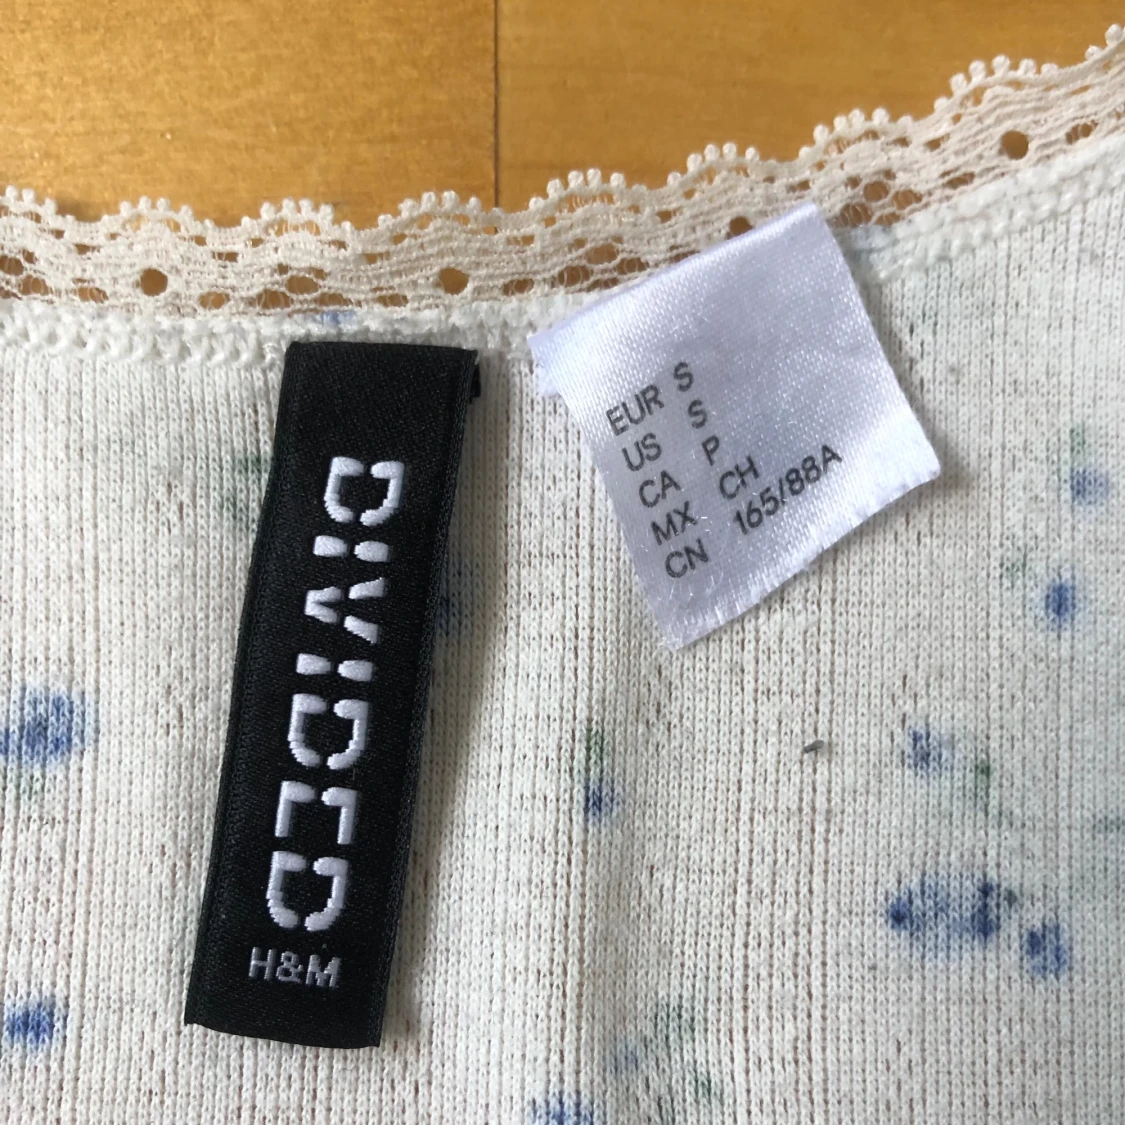 DIVIDED
H&M
EUR S
US S
CA P
MX CH
CN 165/88A